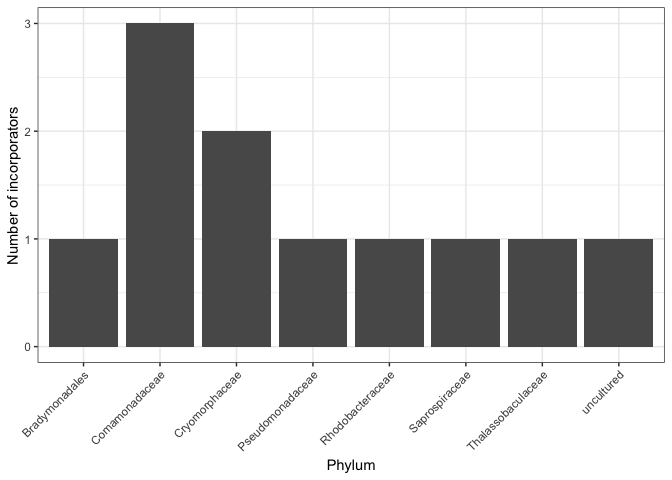 Number of incorporators
3
2
1
0
Bradymonadales
Comamonadaceae
Cryomorphaceae
Pseudomonadaceae
Rhodobacteraceae
Saprospiraceae
Thalassobaculaceae
uncultured
Phylum